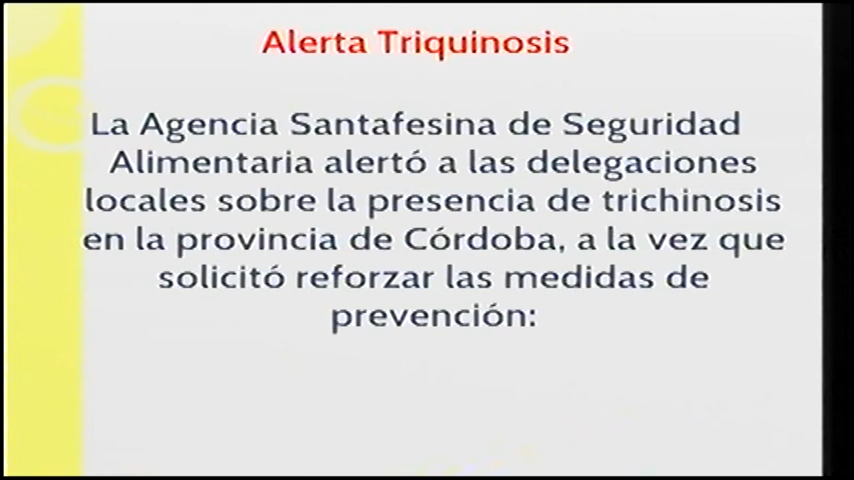 Alerta Triquinosis
La Agencia Santafesina de Seguridad
Alimentaria alertó a las delegaciones
locales sobre la presencia de trichinosis
en la provincia de Córdoba, a la vez que
solicitó reforzar las medidas de
prevención: